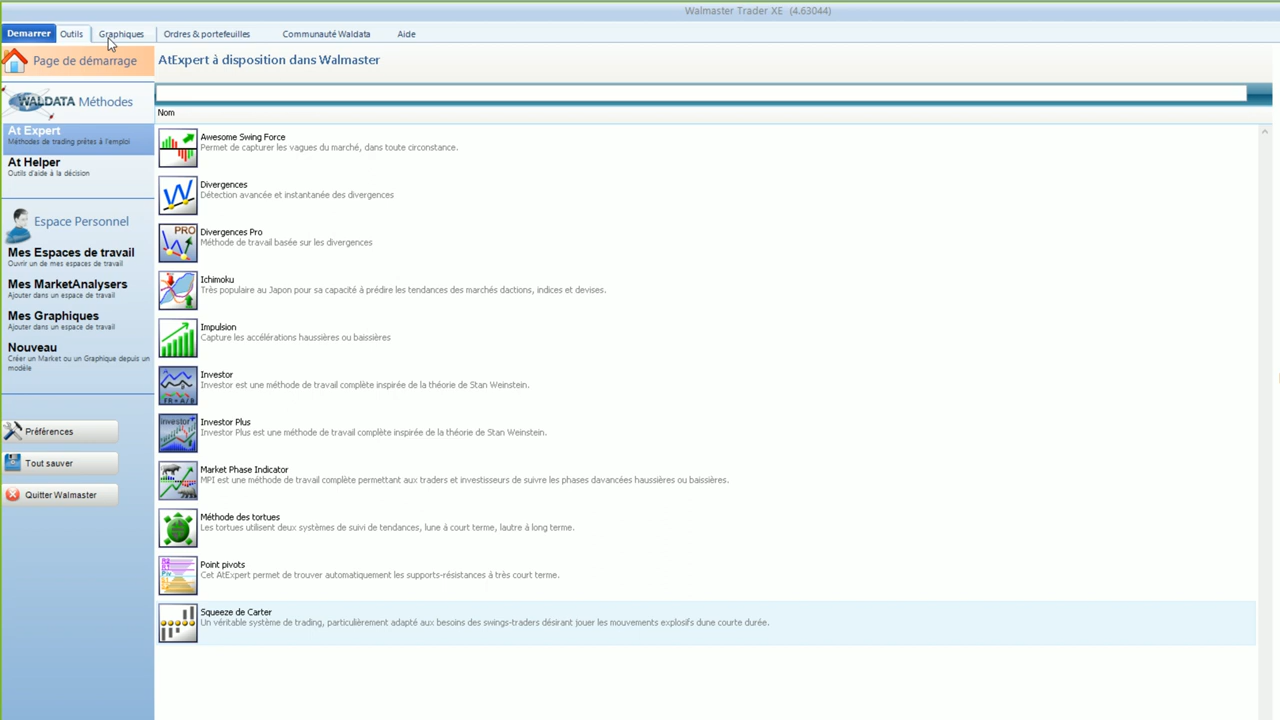 Walmaster Trader XE (4.63044)
Demarrer Outils Graphiques Ordres & portefeuilles Communauté Waldata Aide
Page de démarrage
AtExpert à disposition dans Walmaster
WALDATA Méthodes
Nom
At Expert
Méthodes de trading prêtes à l'emploi
At Helper
Outils d'aide à la décision
Espace Personnel
Mes Espaces de travail
Ouvrir un de mes espaces de travail
Mes MarketAnalysers
Ajouter dans un espace de travail
Mes Graphiques
Ajouter dans un espace de travail
Nouveau
Créer un Market ou un Graphique depuis un
modèle
Préférences
Tout sauver
Quitter Walmaster
Awesome Swing Force
Permet de capturer les vagues du marché, dans toute circonstance.
Divergences
Détection avancée et instantanée des divergences
PRO
Divergences Pro
Méthode de travail basée sur les divergences
Ichimoku
Très populaire au Japon pour sa capacité à prédire les tendances des marchés dactions, indices et devises.
Impulsion
Capture les accélérations haussières ou baissières
Investor
Investor est une méthode de travail complète inspirée de la théorie de Stan Weinstein.
investor
Investor Plus
Investor Plus est une méthode de travail complète inspirée de la théorie de Stan Weinstein.
Market Phase Indicator
MPI est une méthode de travail complète permettant aux traders et investisseurs de suivre les phases davancées haussières ou baissières.
Méthode des tortues
Les tortues utilisent deux systèmes de suivi de tendances, lune à court terme, lautre à long terme.
Point pivots
Cet AtExpert permet de trouver automatiquement les supports-résistances à très court terme.
Squeeze de Carter
Un véritable système de trading, particulièrement adapté aux besoins des swings-traders désirant jouer les mouvements explosifs dune courte durée.